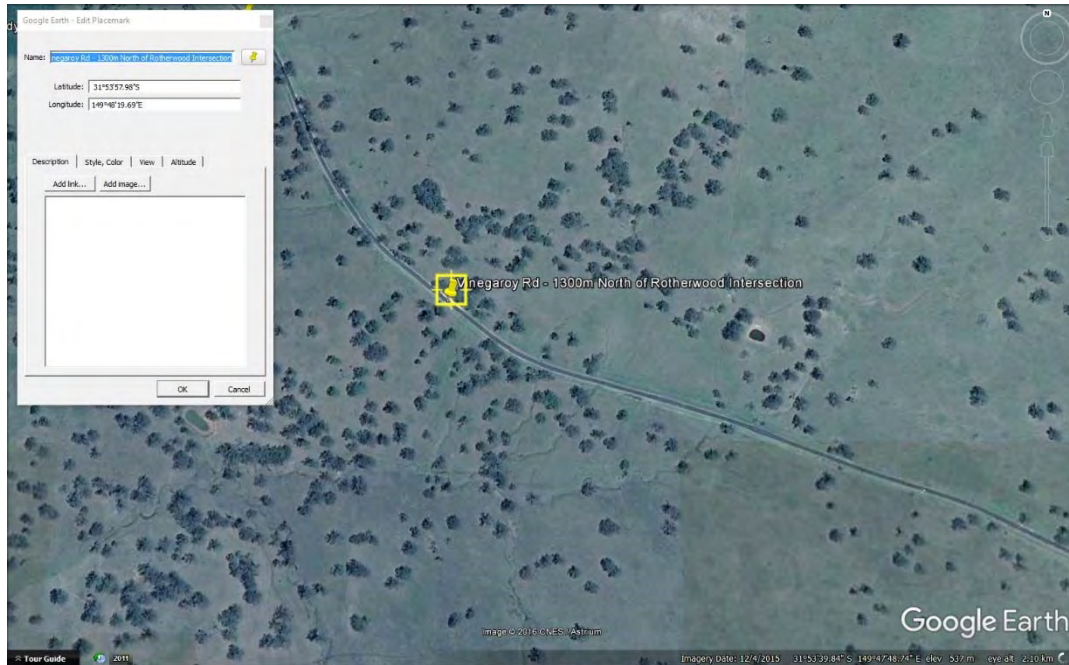 Google Earth - Edit Placemark
Name: negaroy Rd - 1300m North of Rotherwood Intersection
Latitude: 31°53'57.98"S
Longitude: 149°48'19.69"E
Description Style, Color View Altitude
Add link... Add image...
OK Cancel
Vinegaroy Rd - 1300m North of Rotherwood Intersection
N
Google Earth
Image © 2016 CNES / Astrium
Tour Guide 2011 Imagery Date: 12/4/2015 31°53'39.84" S 149°47'48.74" E elev 537 m eye alt 2.10 km